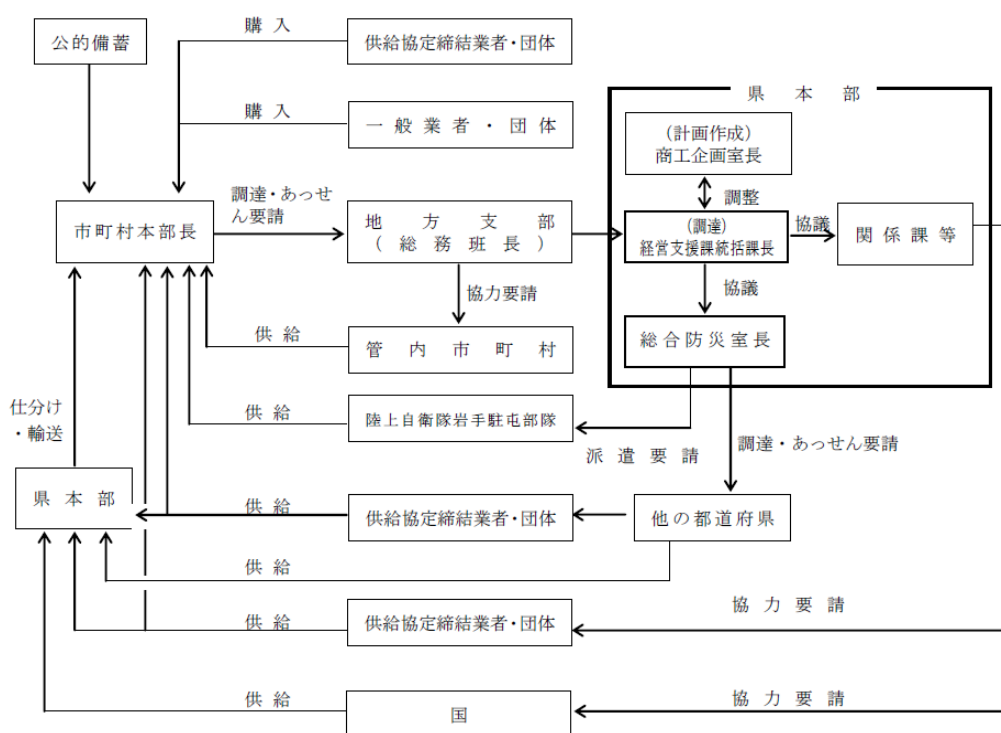 購入
公的備蓄
供給協定締結業者・団体
県本部
購入
一般業者・団体
(計画作成)
商工企画室長
調達・あっせ
ん要請
調整
市町村本部長
地方支部
(総務班長)
(調達)
経営支援課統括課長
協議
関係課等
協力要請
協議
供給
管内市町村
総合防災室長
仕分け
・輸送
供給
陸上自衛隊岩手駐屯部隊
派遣要請
調達・あっせん要請
県本部
供給
供給協定締結業者・団体
他の都道府県
供給
協力要請
供給
供給協定締結業者・団体
供給
協力要請
国